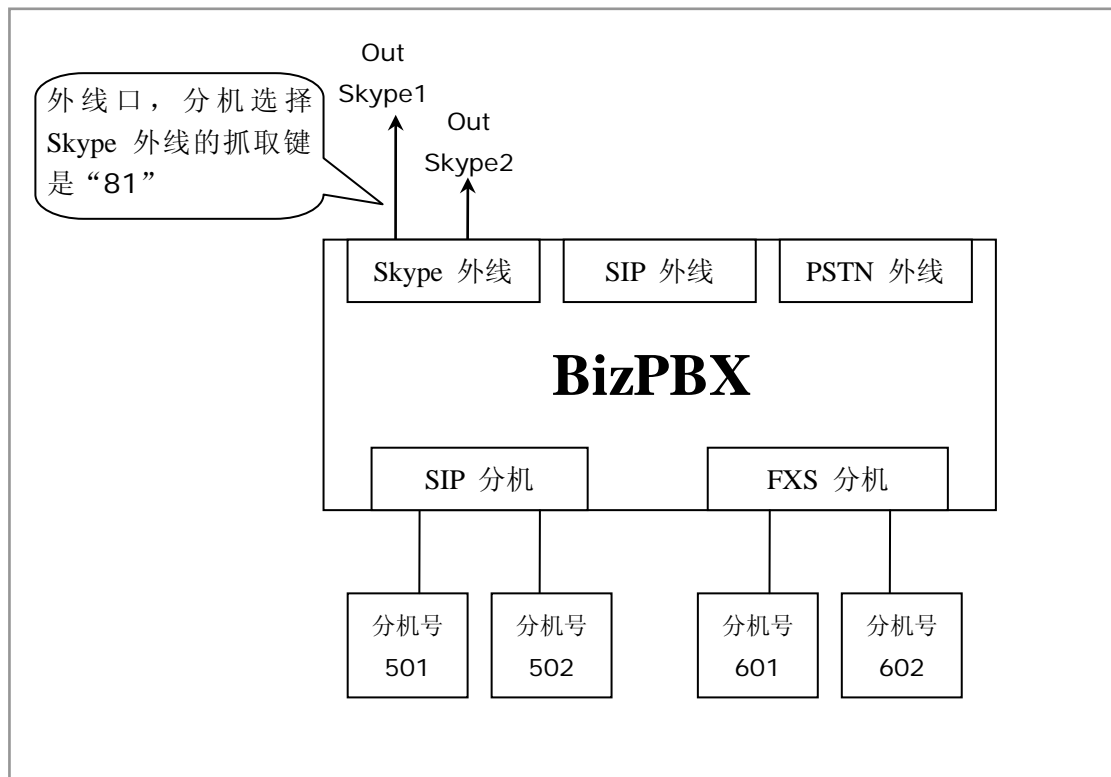 Out
Skype1
外线口，分机选择
Skype 外线的抓取键
是“81”
Out
Skype2
Skype 外线
SIP 外线
PSTN 外线
BizPBX
SIP 分机
FXS 分机
分机号
501
分机号
502
分机号
601
分机号
602